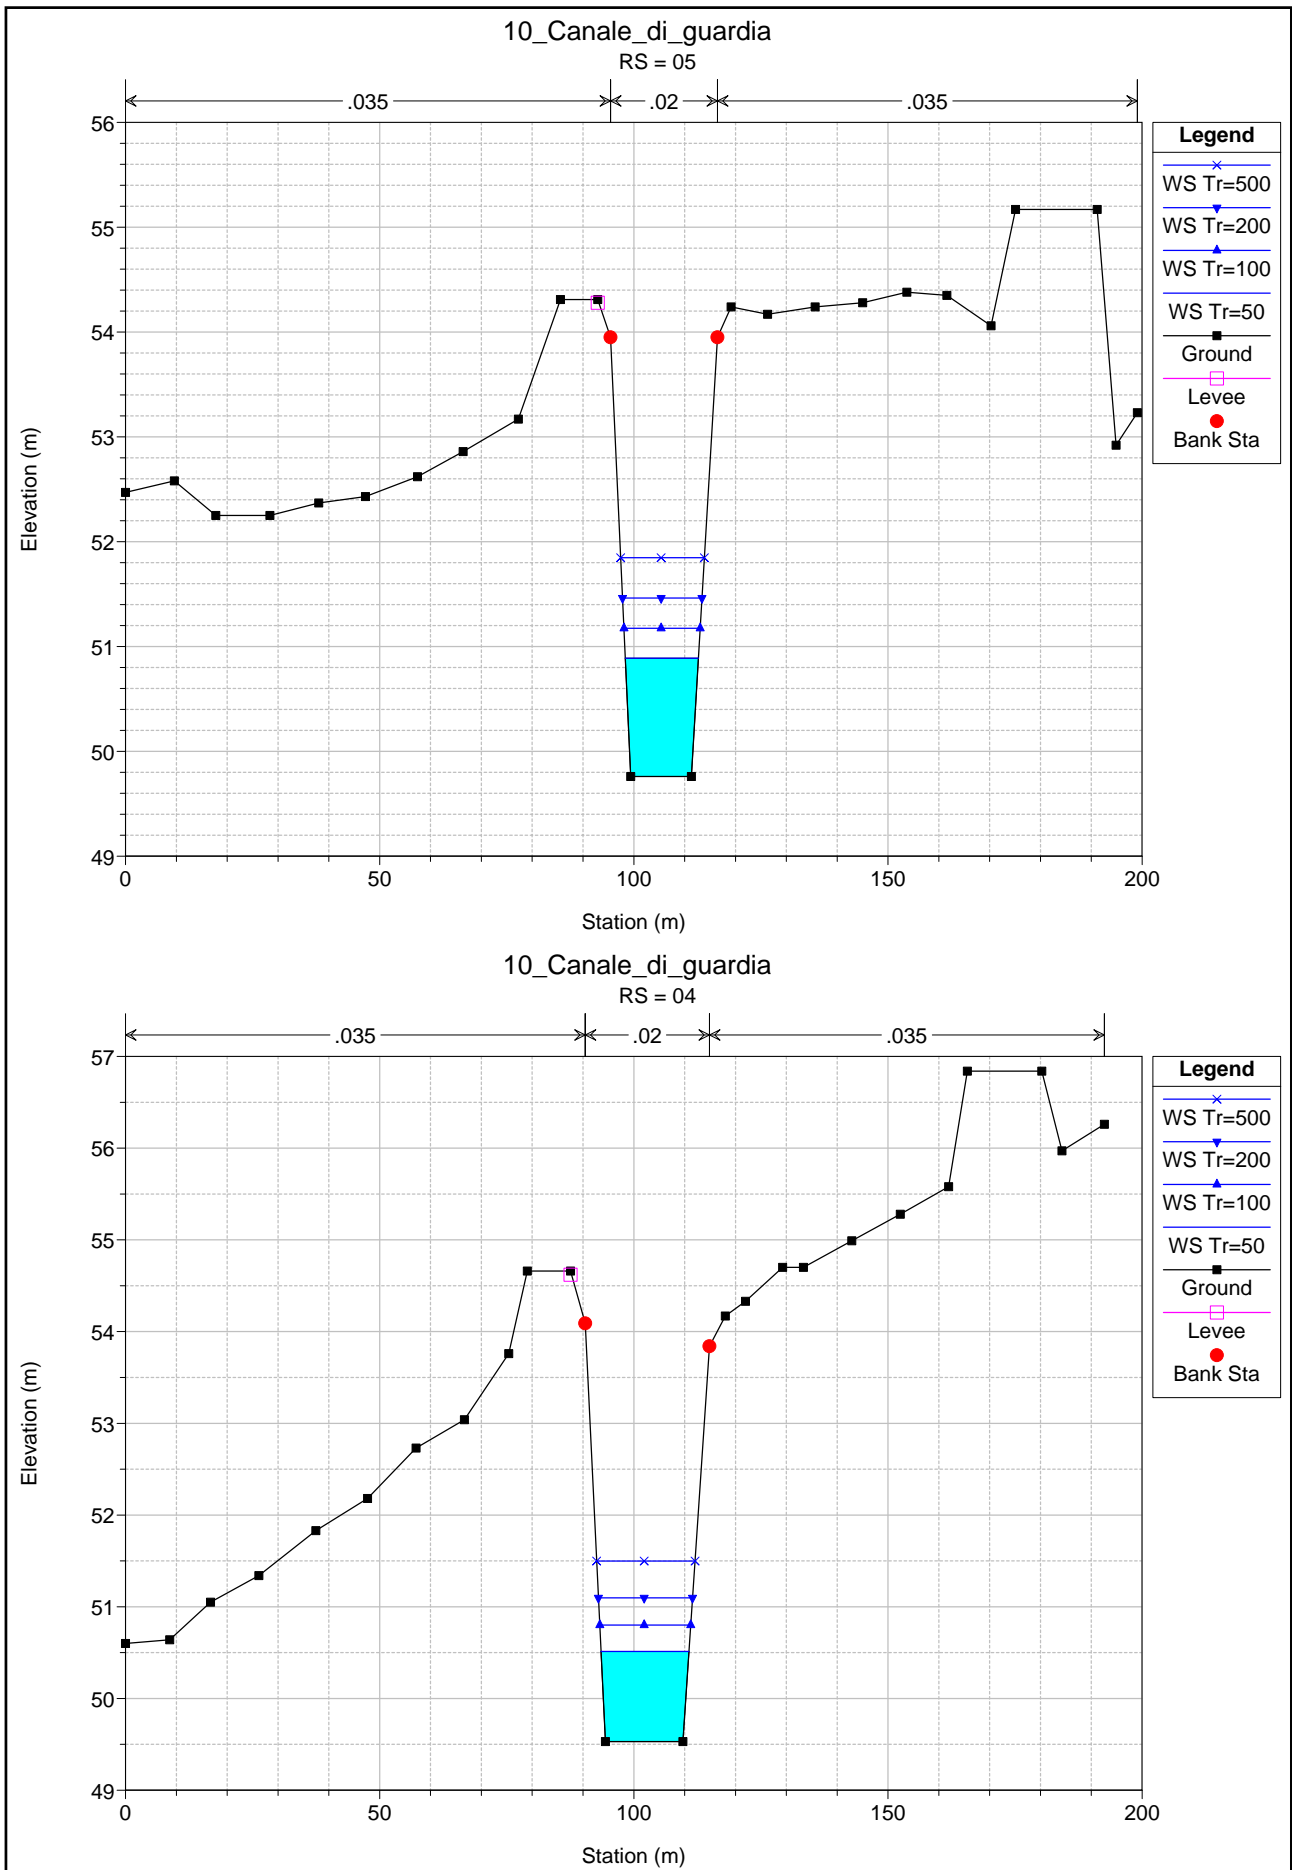 10_Canale_di_guardia
RS = 05
.035 .02 .035
56
55
54
53
52
51
50
49
0 50 100 150 200
Station (m)
Elevation (m)
Legend
WS Tr=500
WS Tr=200
WS Tr=100
WS Tr=50
Ground
Levee
Bank Sta
10_Canale_di_guardia
RS = 04
.035 .02 .035
57
56
55
54
53
52
51
50
49
0 50 100 150 200
Station (m)
Elevation (m)
Legend
WS Tr=500
WS Tr=200
WS Tr=100
WS Tr=50
Ground
Levee
Bank Sta